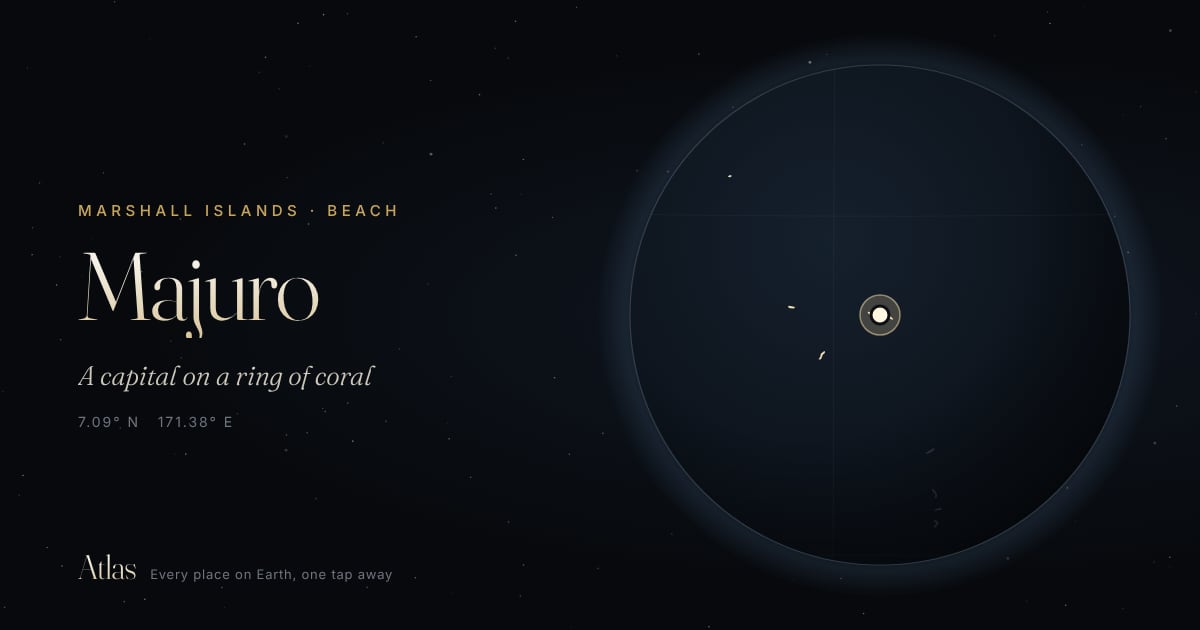 MARSHALL ISLANDS · BEACH
Majuro
A capital on a ring of coral
7.09° N 171.38° E
Atlas Every place on Earth, one tap away